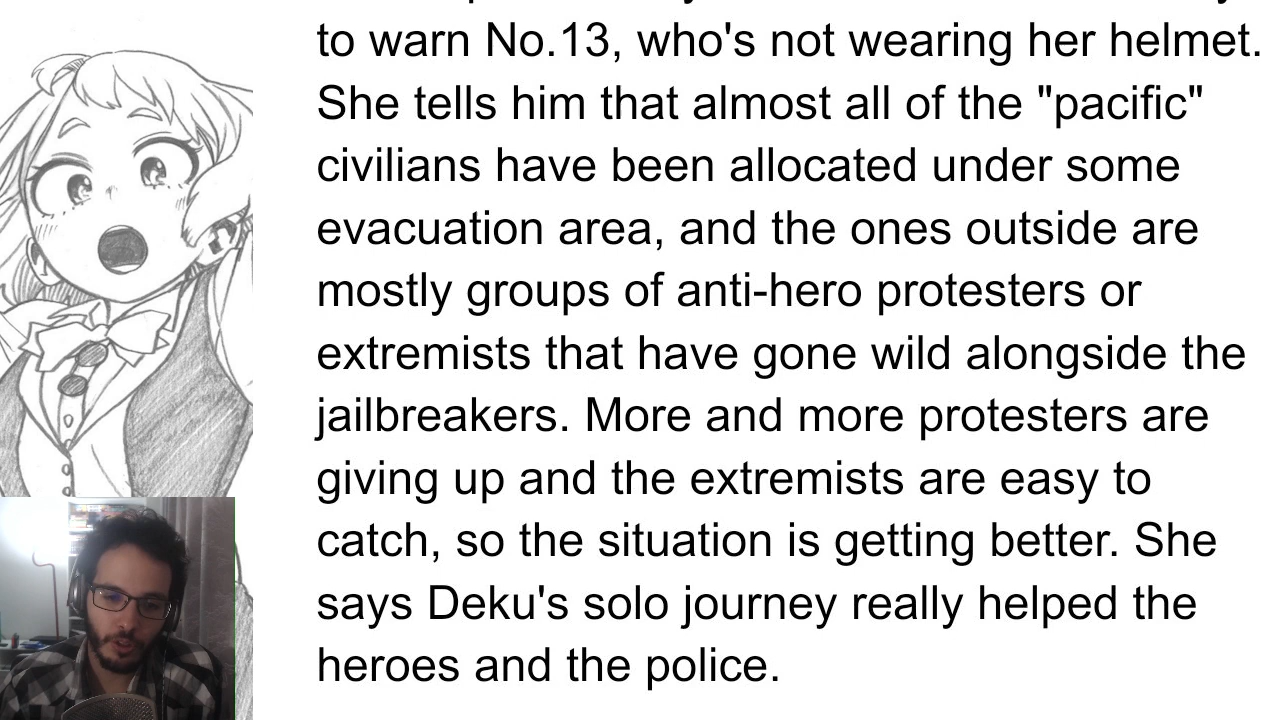 to warn No.13, who's not wearing her helmet.
She tells him that almost all of the "pacific"
civilians have been allocated under some
evacuation area, and the ones outside are
mostly groups of anti-hero protesters or
extremists that have gone wild alongside the
jailbreakers. More and more protesters are
giving up and the extremists are easy to
catch, so the situation is getting better. She
says Deku's solo journey really helped the
heroes and the police.